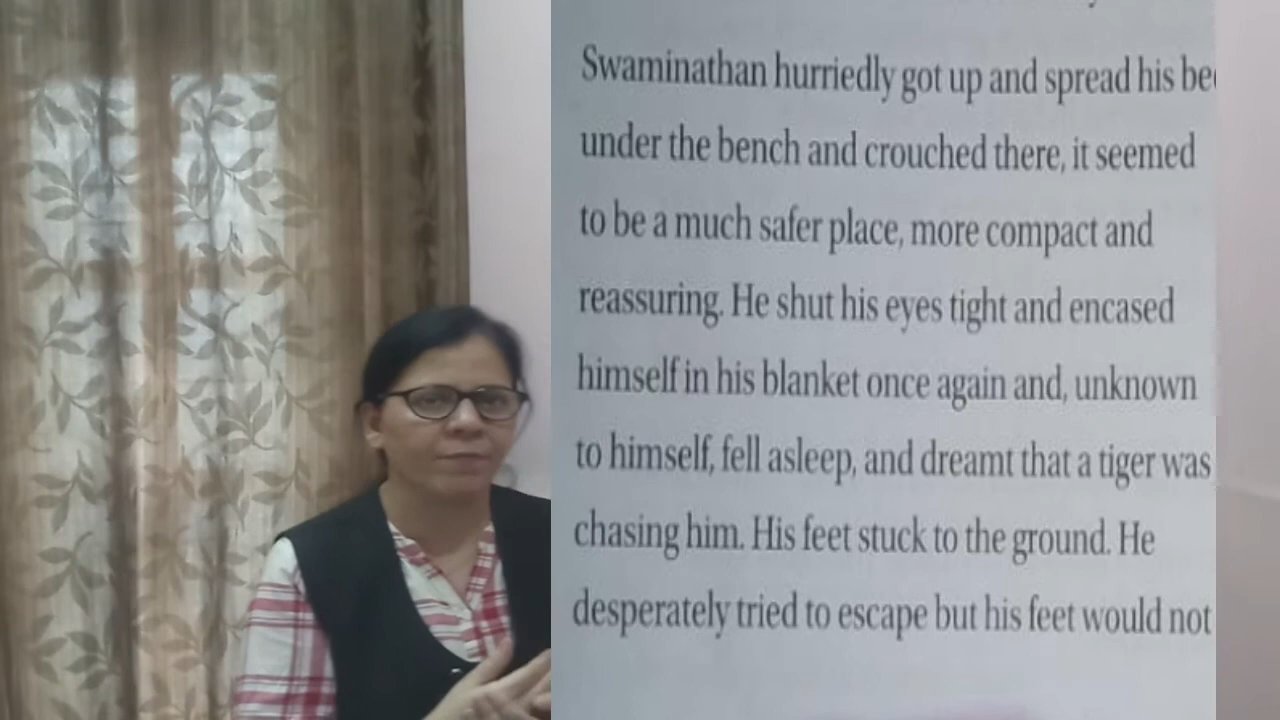 Swaminathan hurriedly got up and spread his
under the bench and crouched there, it seemed
to be a much safer place, more compact and
reassuring. He shut his eyes tight and encased
himself in his blanket once again and, unknown
to himself, fell asleep, and dreamt that a tiger was
chasing him. His feet stuck to the ground. He
desperately tried to escape but his feet would not